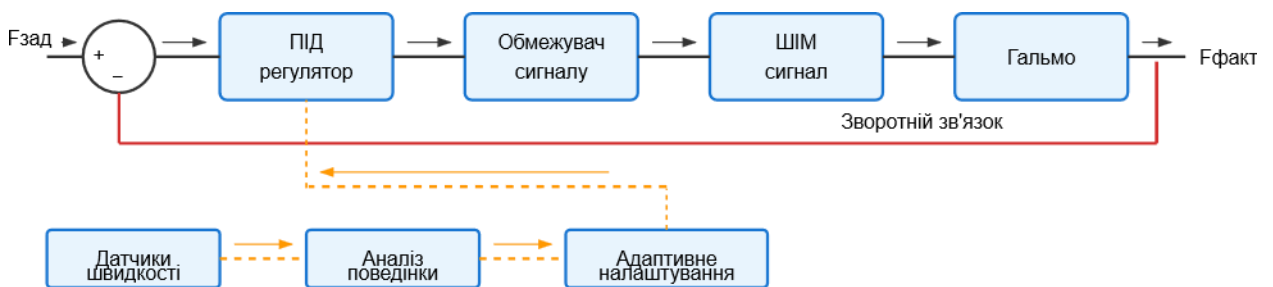 Fзад
+
−
ПІД
регулятор
Обмежувач
сигналу
ШІМ
сигнал
Гальмо
Fфакт
Зворотній зв'язок
Датчики
швидкості
Аналіз
поведінки
Адаптивне
налаштування